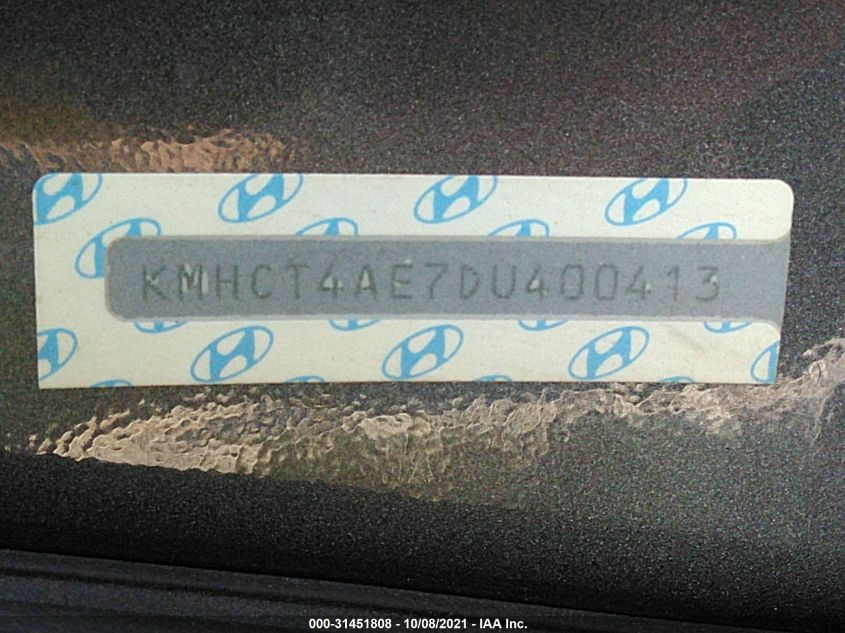 KMHCT4AE7DU400413
000-31451808 - 10/08/2021 - IAA Inc.